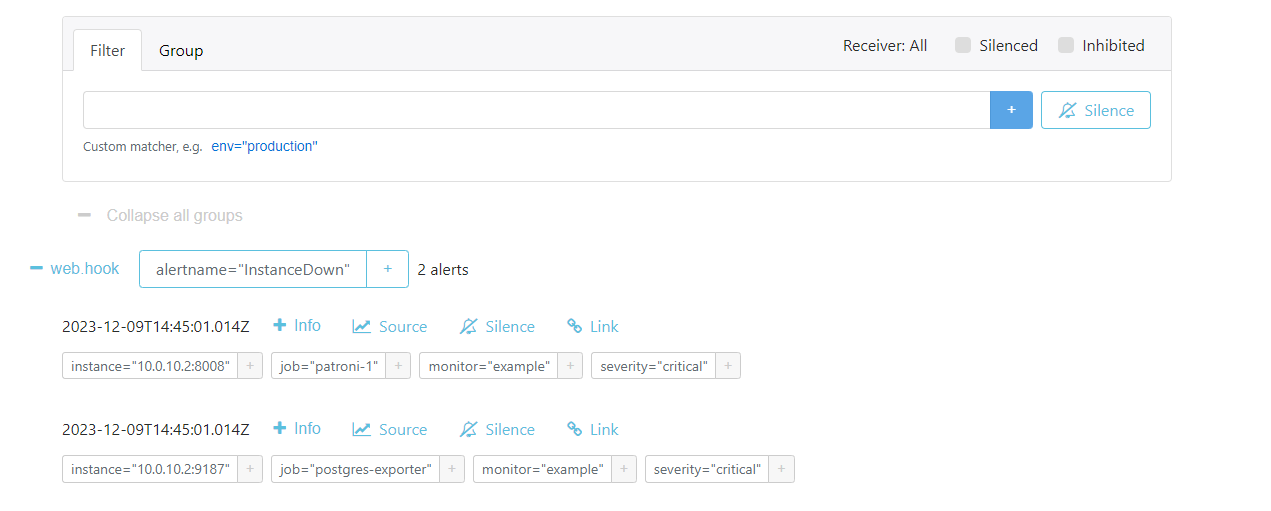 Filter Group Receiver: All Silenced Inhibited
+ Silence
Custom matcher, e.g. env="production"
Collapse all groups
web.hook alertname="InstanceDown" + 2 alerts
2023-12-09T14:45:01.014Z Info Source Silence Link
instance="10.0.10.2:8008" + job="patroni-1" + monitor="example" + severity="critical" +
2023-12-09T14:45:01.014Z Info Source Silence Link
instance="10.0.10.2:9187" + job="postgres-exporter" + monitor="example" + severity="critical" +